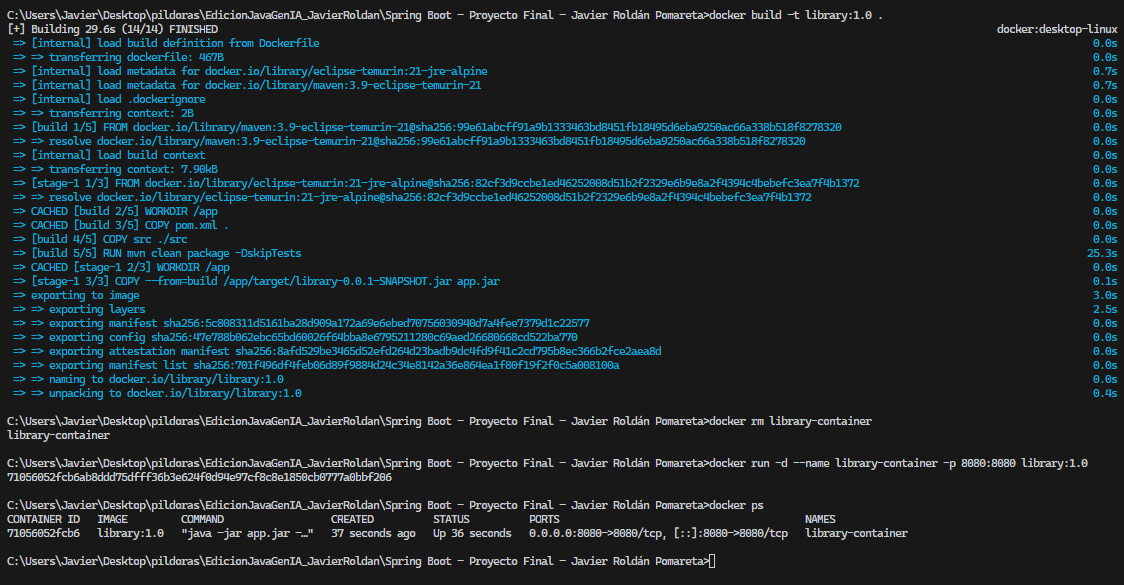 C:\Users\Javier\Desktop\pildoras\EdicionJavaGenIA_JavierRoldan\Spring Boot - Proyecto Final - Javier Roldán Pomareta>docker build -t library:1.0 .
[+] Building 29.6s (14/14) FINISHED docker:desktop-linux
=> [internal] load build definition from Dockerfile 0.0s
=> => transferring dockerfile: 467B 0.0s
=> [internal] load metadata for docker.io/library/eclipse-temurin:21-jre-alpine 0.7s
=> [internal] load metadata for docker.io/library/maven:3.9-eclipse-temurin-21 0.7s
=> [internal] load .dockerignore 0.0s
=> => transferring context: 2B 0.0s
=> [build 1/5] FROM docker.io/library/maven:3.9-eclipse-temurin-21@sha256:99e61abcff91a9b1333463bd8451fb18495d6eba9250ac66a338b518f8278320 0.0s
=> => resolve docker.io/library/maven:3.9-eclipse-temurin-21@sha256:99e61abcff91a9b1333463bd8451fb18495d6eba9250ac66a338b518f8278320 0.0s
=> [internal] load build context 0.0s
=> => transferring context: 7.90kB 0.0s
=> [stage-1 1/3] FROM docker.io/library/eclipse-temurin:21-jre-alpine@sha256:82cf3d9ccbe1ed46252008d51b2f2329e6b9e8a2f4394c4bebefc3ea7f4b1372 0.0s
=> => resolve docker.io/library/eclipse-temurin:21-jre-alpine@sha256:82cf3d9ccbe1ed46252008d51b2f2329e6b9e8a2f4394c4bebefc3ea7f4b1372 0.0s
=> CACHED [build 2/5] WORKDIR /app 0.0s
=> CACHED [build 3/5] COPY pom.xml . 0.0s
=> [build 4/5] COPY src ./src 0.0s
=> [build 5/5] RUN mvn clean package -DskipTests 25.3s
=> CACHED [stage-1 2/3] WORKDIR /app 0.0s
=> [stage-1 3/3] COPY --from=build /app/target/library-0.0.1-SNAPSHOT.jar app.jar 0.1s
=> exporting to image 3.0s
=> => exporting layers 2.5s
=> => exporting manifest sha256:5c808311d5161ba28d909a172a69e6ebed70756030940d7a4fee7379d1c22577 0.0s
=> => exporting config sha256:47e788b062ebc65bd60026f64bba8e6795211280c69aed26680668cd522ba770 0.0s
=> => exporting attestation manifest sha256:8afd529be3465d52efd264d23badb9dc4fd9f41c2cd795b8ec366b2fce2aea8d 0.0s
=> => exporting manifest list sha256:701f496df4feb06d89f9884d24c34e8142a36e864ea1f80f19f2f0c5a008100a 0.0s
=> => naming to docker.io/library/library:1.0 0.0s
=> => unpacking to docker.io/library/library:1.0 0.4s
C:\Users\Javier\Desktop\pildoras\EdicionJavaGenIA_JavierRoldan\Spring Boot - Proyecto Final - Javier Roldán Pomareta>docker rm library-container
library-container
C:\Users\Javier\Desktop\pildoras\EdicionJavaGenIA_JavierRoldan\Spring Boot - Proyecto Final - Javier Roldán Pomareta>docker run -d --name library-container -p 8080:8080 library:1.0
71056052fcb6ab8ddd75dfff36b3e624f0d94e97cf8c8e1850cb0777a0bbf206
C:\Users\Javier\Desktop\pildoras\EdicionJavaGenIA_JavierRoldan\Spring Boot - Proyecto Final - Javier Roldán Pomareta>docker ps
CONTAINER ID IMAGE COMMAND CREATED STATUS PORTS NAMES
71056052fcb6 library:1.0 "java -jar app.jar -…" 37 seconds ago Up 36 seconds 0.0.0.0:8080->8080/tcp, [::]:8080->8080/tcp library-container
C:\Users\Javier\Desktop\pildoras\EdicionJavaGenIA_JavierRoldan\Spring Boot - Proyecto Final - Javier Roldán Pomareta>